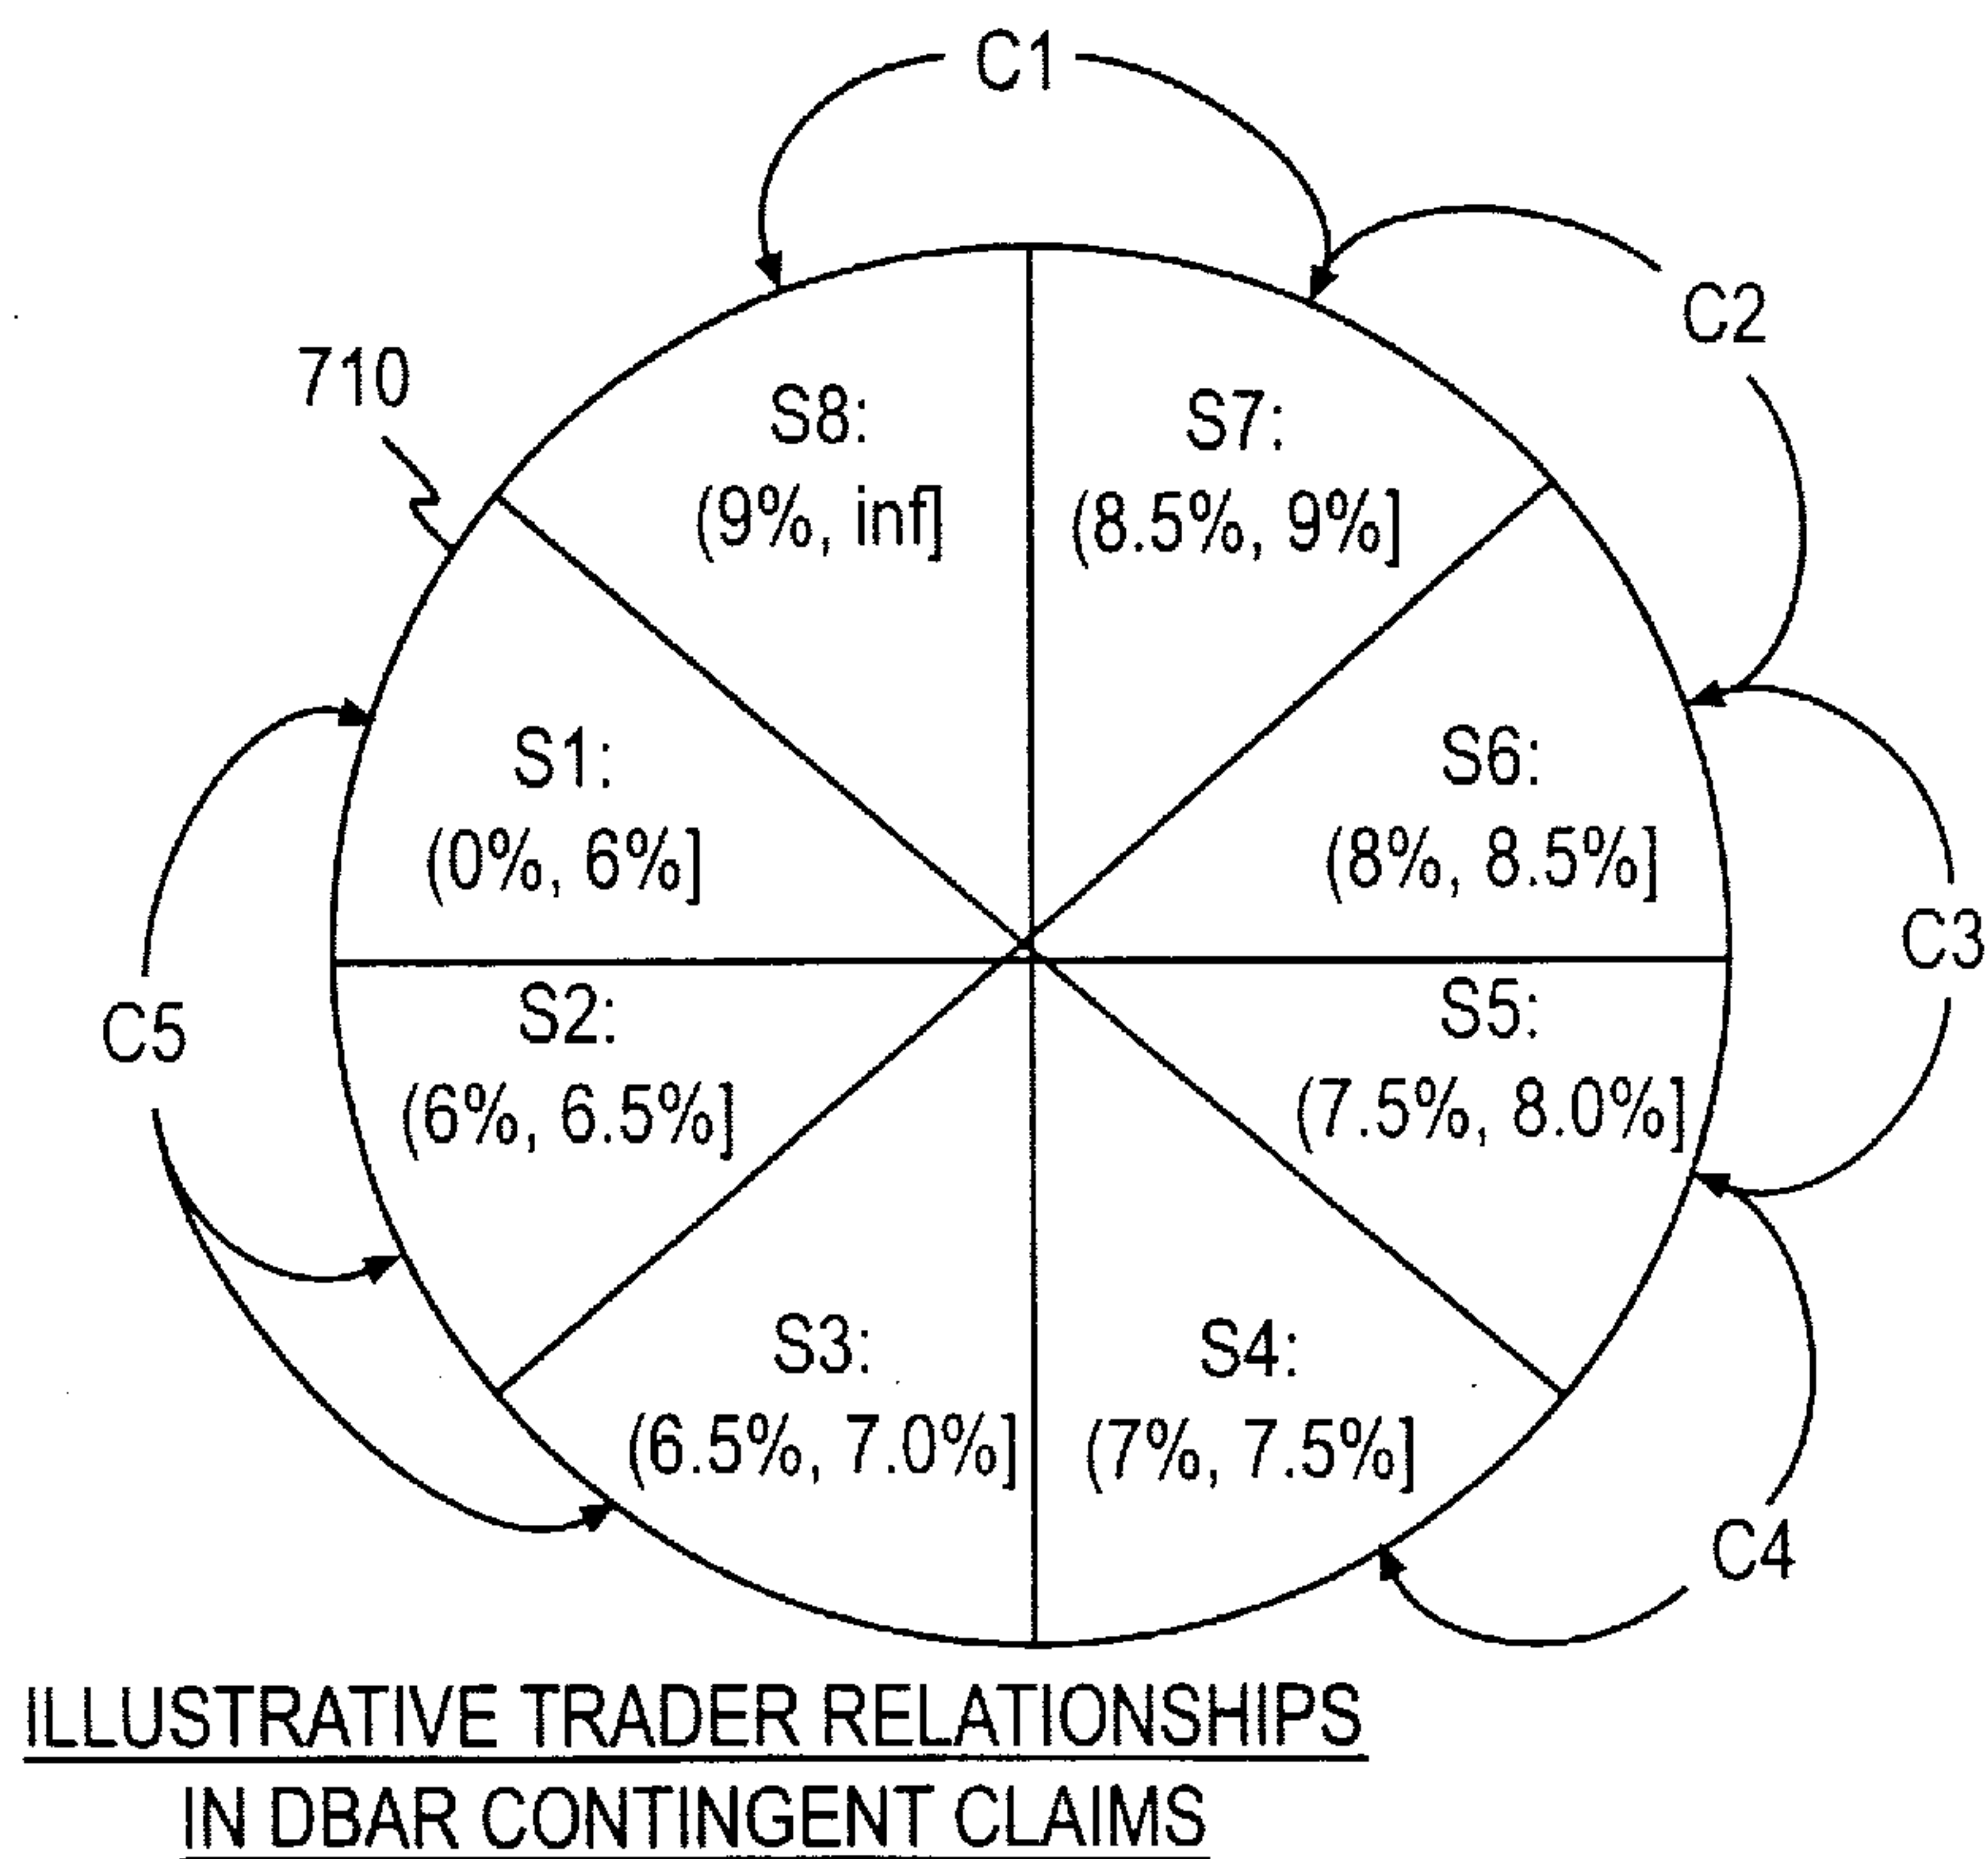 C1
C2
710
S8:
(9%, inf]
S7:
(8.5%, 9%]
S1:
(0%, 6%]
S6:
(8%, 8.5%]
C3
C5
S2:
(6%, 6.5%]
S5:
(7.5%, 8.0%]
S3:
(6.5%, 7.0%]
S4:
(7%, 7.5%]
C4
ILLUSTRATIVE TRADER RELATIONSHIPS
IN DBAR CONTINGENT CLAIMS